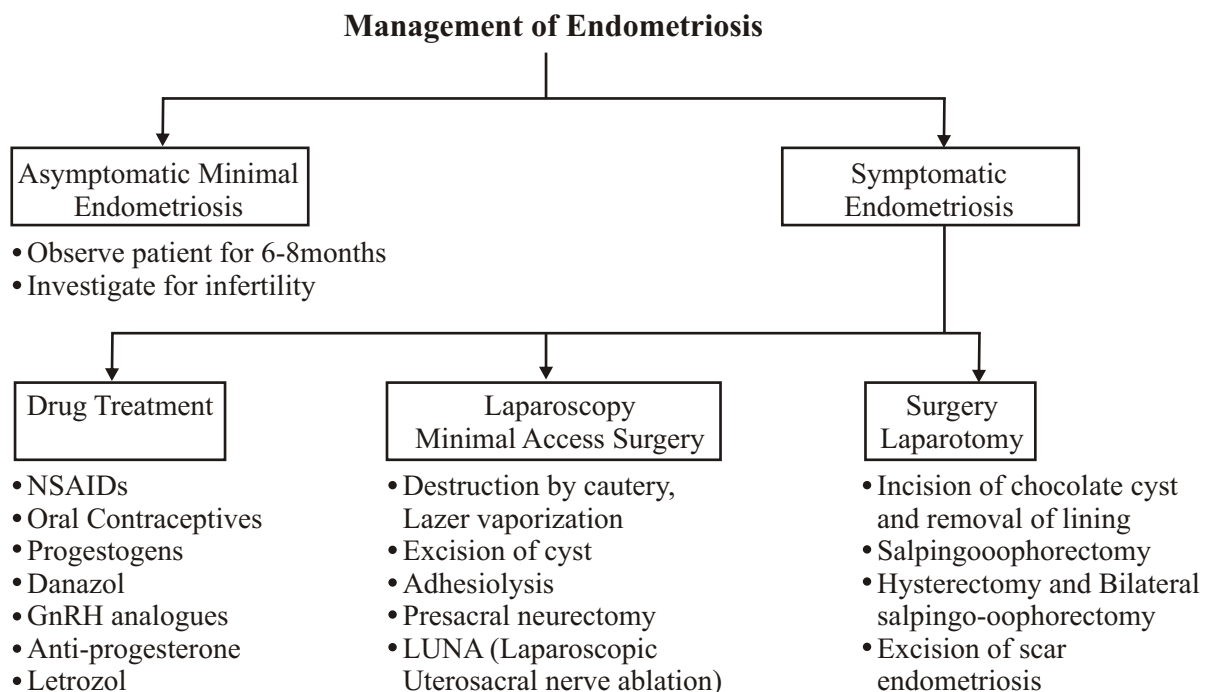 Management of Endometriosis
Asymptomatic Minimal
Endometriosis
• Observe patient for 6-8months
• Investigate for infertility
Symptomatic
Endometriosis
Drug Treatment
• NSAIDs
• Oral Contraceptives
• Progestogens
• Danazol
• GnRH analogues
• Anti-progesterone
• Letrozol
Laparoscopy
Minimal Access Surgery
• Destruction by cautery,
Lazer vaporization
• Excision of cyst
• Adhesiolysis
• Presacral neurectomy
• LUNA (Laparoscopic
Uterosacral nerve ablation)
Surgery
Laparotomy
• Incision of chocolate cyst
and removal of lining
• Salpingooophorectomy
• Hysterectomy and Bilateral
salpingo-oophorectomy
• Excision of scar
endometriosis